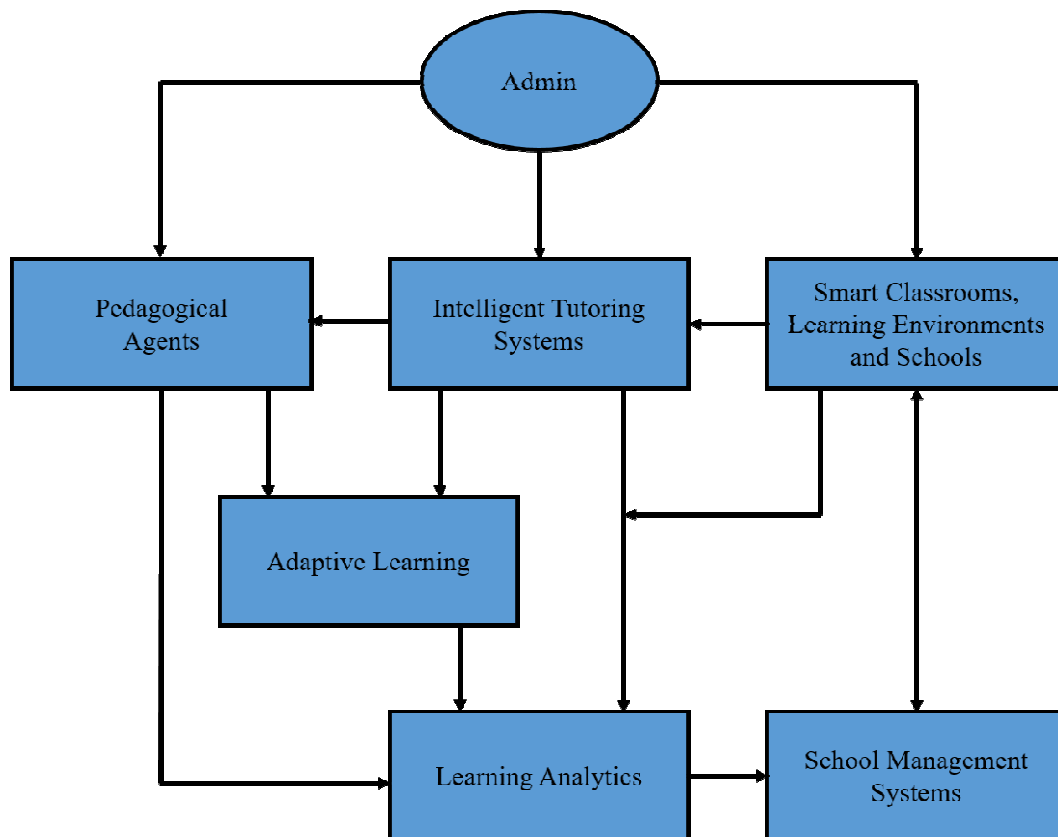 Admin
Pedagogical
Agents
Intelligent Tutoring
Systems
Smart Classrooms,
Learning Environments
and Schools
Adaptive Learning
Learning Analytics
School Management
Systems